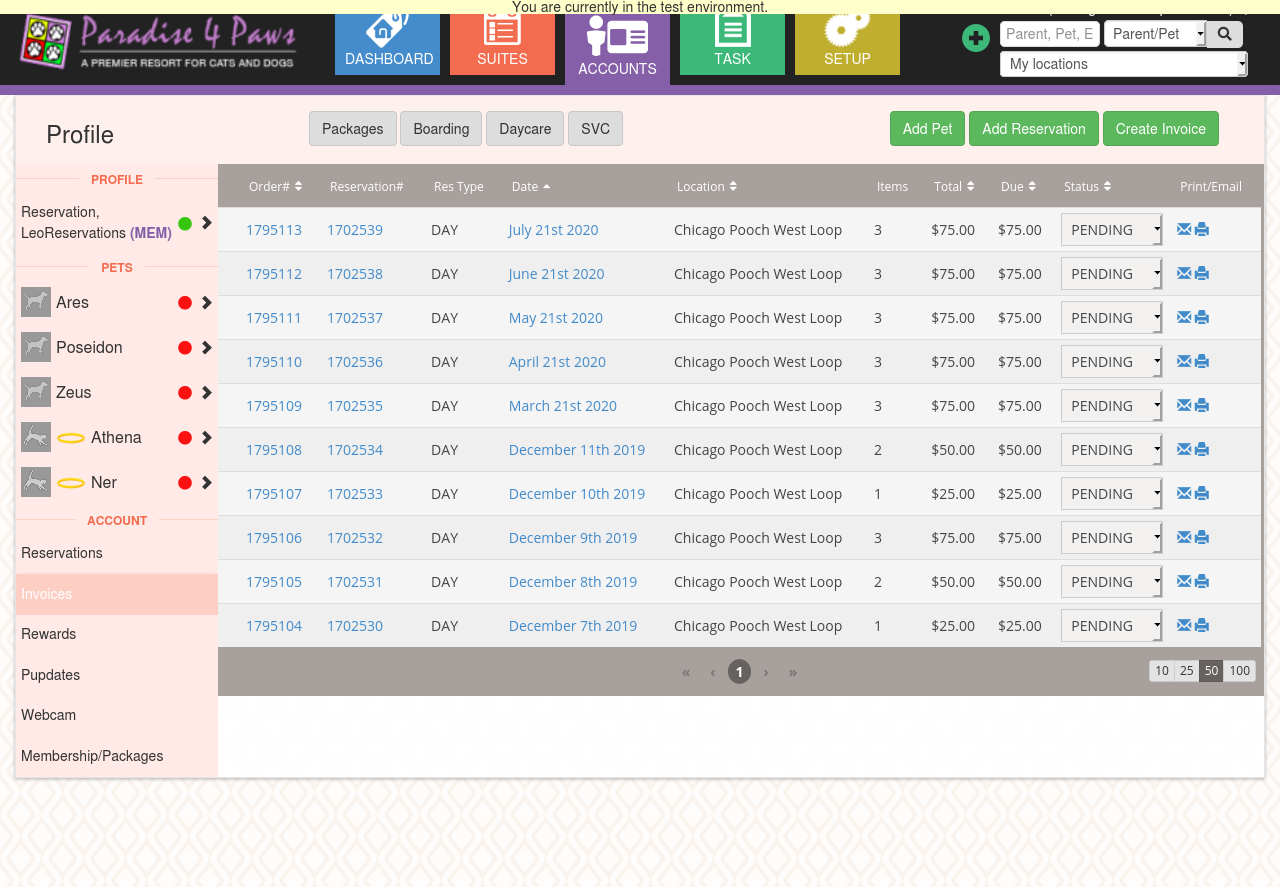 You are currently in the test environment.
Paradise 4 Paws
A PREMIER RESORT FOR CATS AND DOGS
DASHBOARD
SUITES
ACCOUNTS
TASK
SETUP
Parent, Pet, E
Parent/Pet
My locations
Profile
Packages
Boarding
Daycare
SVC
Add Pet
Add Reservation
Create Invoice
PROFILE
Reservation,
LeoReservations (MEM)
PETS
Ares
Poseidon
Zeus
Athena
Ner
ACCOUNT
Reservations
Invoices
Rewards
Pupdates
Webcam
Membership/Packages
Order# Reservation# Res Type Date Location Items Total Due Status Print/Email
1795113 1702539 DAY July 21st 2020 Chicago Pooch West Loop 3 $75.00 $75.00 PENDING
1795112 1702538 DAY June 21st 2020 Chicago Pooch West Loop 3 $75.00 $75.00 PENDING
1795111 1702537 DAY May 21st 2020 Chicago Pooch West Loop 3 $75.00 $75.00 PENDING
1795110 1702536 DAY April 21st 2020 Chicago Pooch West Loop 3 $75.00 $75.00 PENDING
1795109 1702535 DAY March 21st 2020 Chicago Pooch West Loop 3 $75.00 $75.00 PENDING
1795108 1702534 DAY December 11th 2019 Chicago Pooch West Loop 2 $50.00 $50.00 PENDING
1795107 1702533 DAY December 10th 2019 Chicago Pooch West Loop 1 $25.00 $25.00 PENDING
1795106 1702532 DAY December 9th 2019 Chicago Pooch West Loop 3 $75.00 $75.00 PENDING
1795105 1702531 DAY December 8th 2019 Chicago Pooch West Loop 2 $50.00 $50.00 PENDING
1795104 1702530 DAY December 7th 2019 Chicago Pooch West Loop 1 $25.00 $25.00 PENDING
« ‹ 1 › »
10 25 50 100